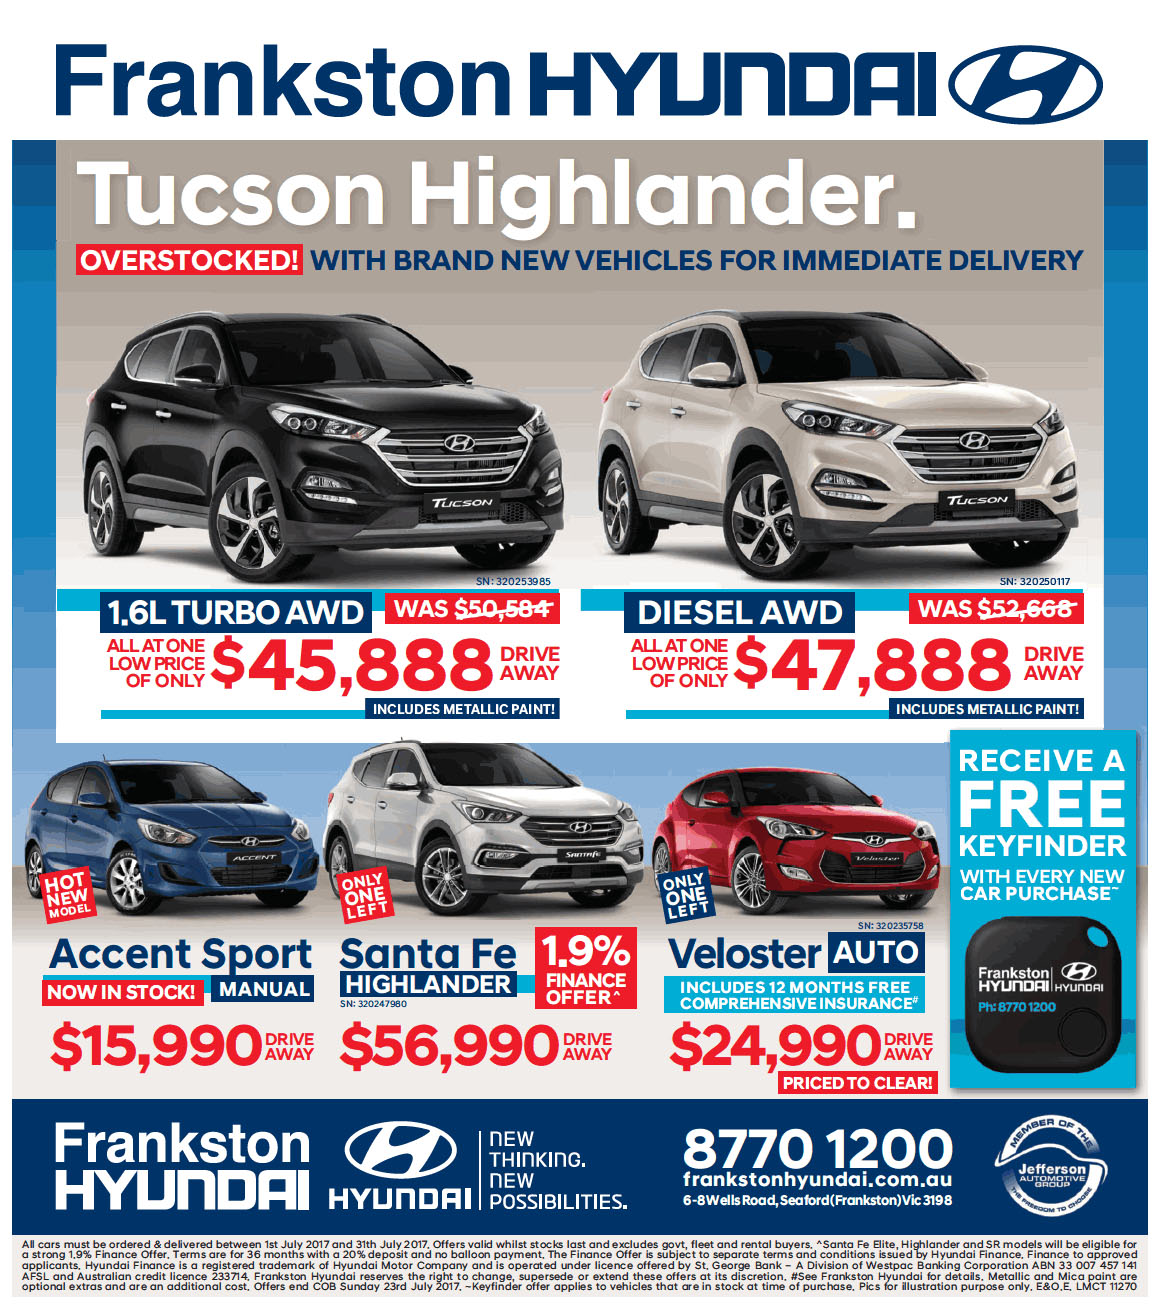 Frankston HYUNDAI
Tucson Highlander.
OVERSTOCKED! WITH BRAND NEW VEHICLES FOR IMMEDIATE DELIVERY
TUCSON
TUCSON
SN: 320253985
SN: 320250117
1.6L TURBO AWD WAS $50,584
ALL AT ONE
LOW PRICE
OF ONLY
$45,888 DRIVE
AWAY
INCLUDES METALLIC PAINT!
DIESEL AWD WAS $52,668
ALL AT ONE
LOW PRICE
OF ONLY
$47,888 DRIVE
AWAY
INCLUDES METALLIC PAINT!
ACCENT
HOT
NEW
MODEL
Accent Sport
NOW IN STOCK! MANUAL
$15,990 DRIVE
AWAY
SANTAFE
ONLY
ONE
LEFT
Santa Fe
HIGHLANDER
SN: 320247980
1.9%
FINANCE
OFFER^
$56,990 DRIVE
AWAY
Veloster
ONLY
ONE
LEFT
SN: 320235758
Veloster AUTO
INCLUDES 12 MONTHS FREE
COMPREHENSIVE INSURANCE#
$24,990 DRIVE
AWAY
PRICED TO CLEAR!
RECEIVE A
FREE
KEYFINDER
WITH EVERY NEW
CAR PURCHASE~
Frankston
HYUNDAI HYUNDAI
Ph: 8770 1200
Frankston
HYUNDAI
HYUNDAI
NEW
THINKING.
NEW
POSSIBILITIES.
8770 1200
frankstonhyundai.com.au
6-8 Wells Road, Seaford (Frankston) Vic 3198
MEMBER OF THE
Jefferson
AUTOMOTIVE
GROUP
THE FREEDOM TO CHOOSE
All cars must be ordered & delivered between 1st July 2017 and 31th July 2017. Offers valid whilst stocks last and excludes govt, fleet and rental buyers. ^Santa Fe Elite, Highlander and SR models will be eligible for
a strong 1.9% Finance Offer. Terms are for 36 months with a 20% deposit and no balloon payment. The Finance Offer is subject to separate terms and conditions issued by Hyundai Finance. Finance to approved
applicants. Hyundai Finance is a registered trademark of Hyundai Motor Company and is operated under licence offered by St. George Bank – A Division of Westpac Banking Corporation ABN 33 007 457 141
AFSL and Australian credit licence 233714. Frankston Hyundai reserves the right to change, supersede or extend these offers at its discretion. #See Frankston Hyundai for details. Metallic and Mica paint are
optional extras and are an additional cost. Offers end COB Sunday 23rd July 2017. ~Keyfinder offer applies to vehicles that are in stock at time of purchase. Pics for illustration purpose only. E&O.E. LMCT 11270